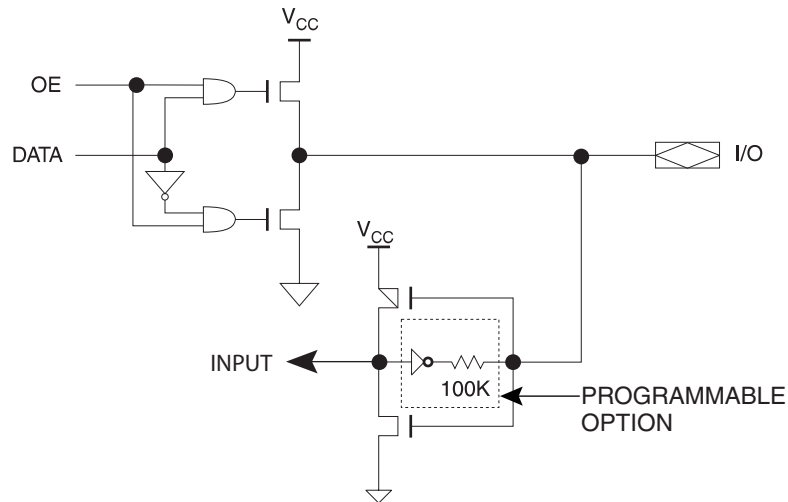 VCC
OE
DATA
I/O
VCC
INPUT
100K
PROGRAMMABLE
OPTION